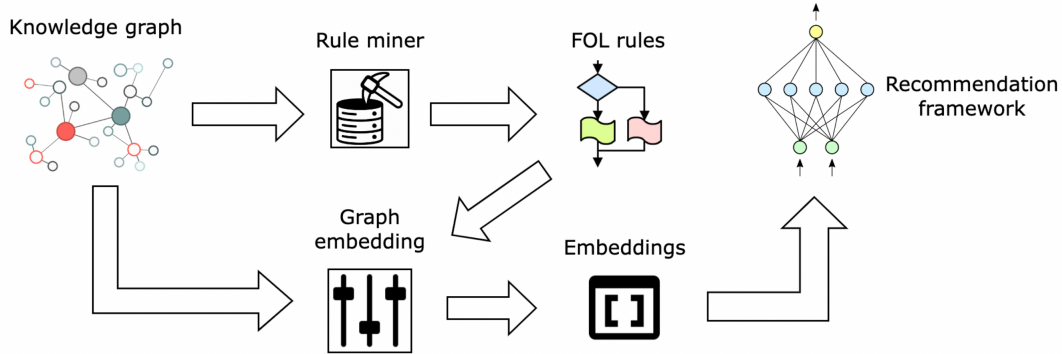 Knowledge graph
Rule miner
FOL rules
Recommendation
framework
Graph
embedding
Embeddings
[ ]